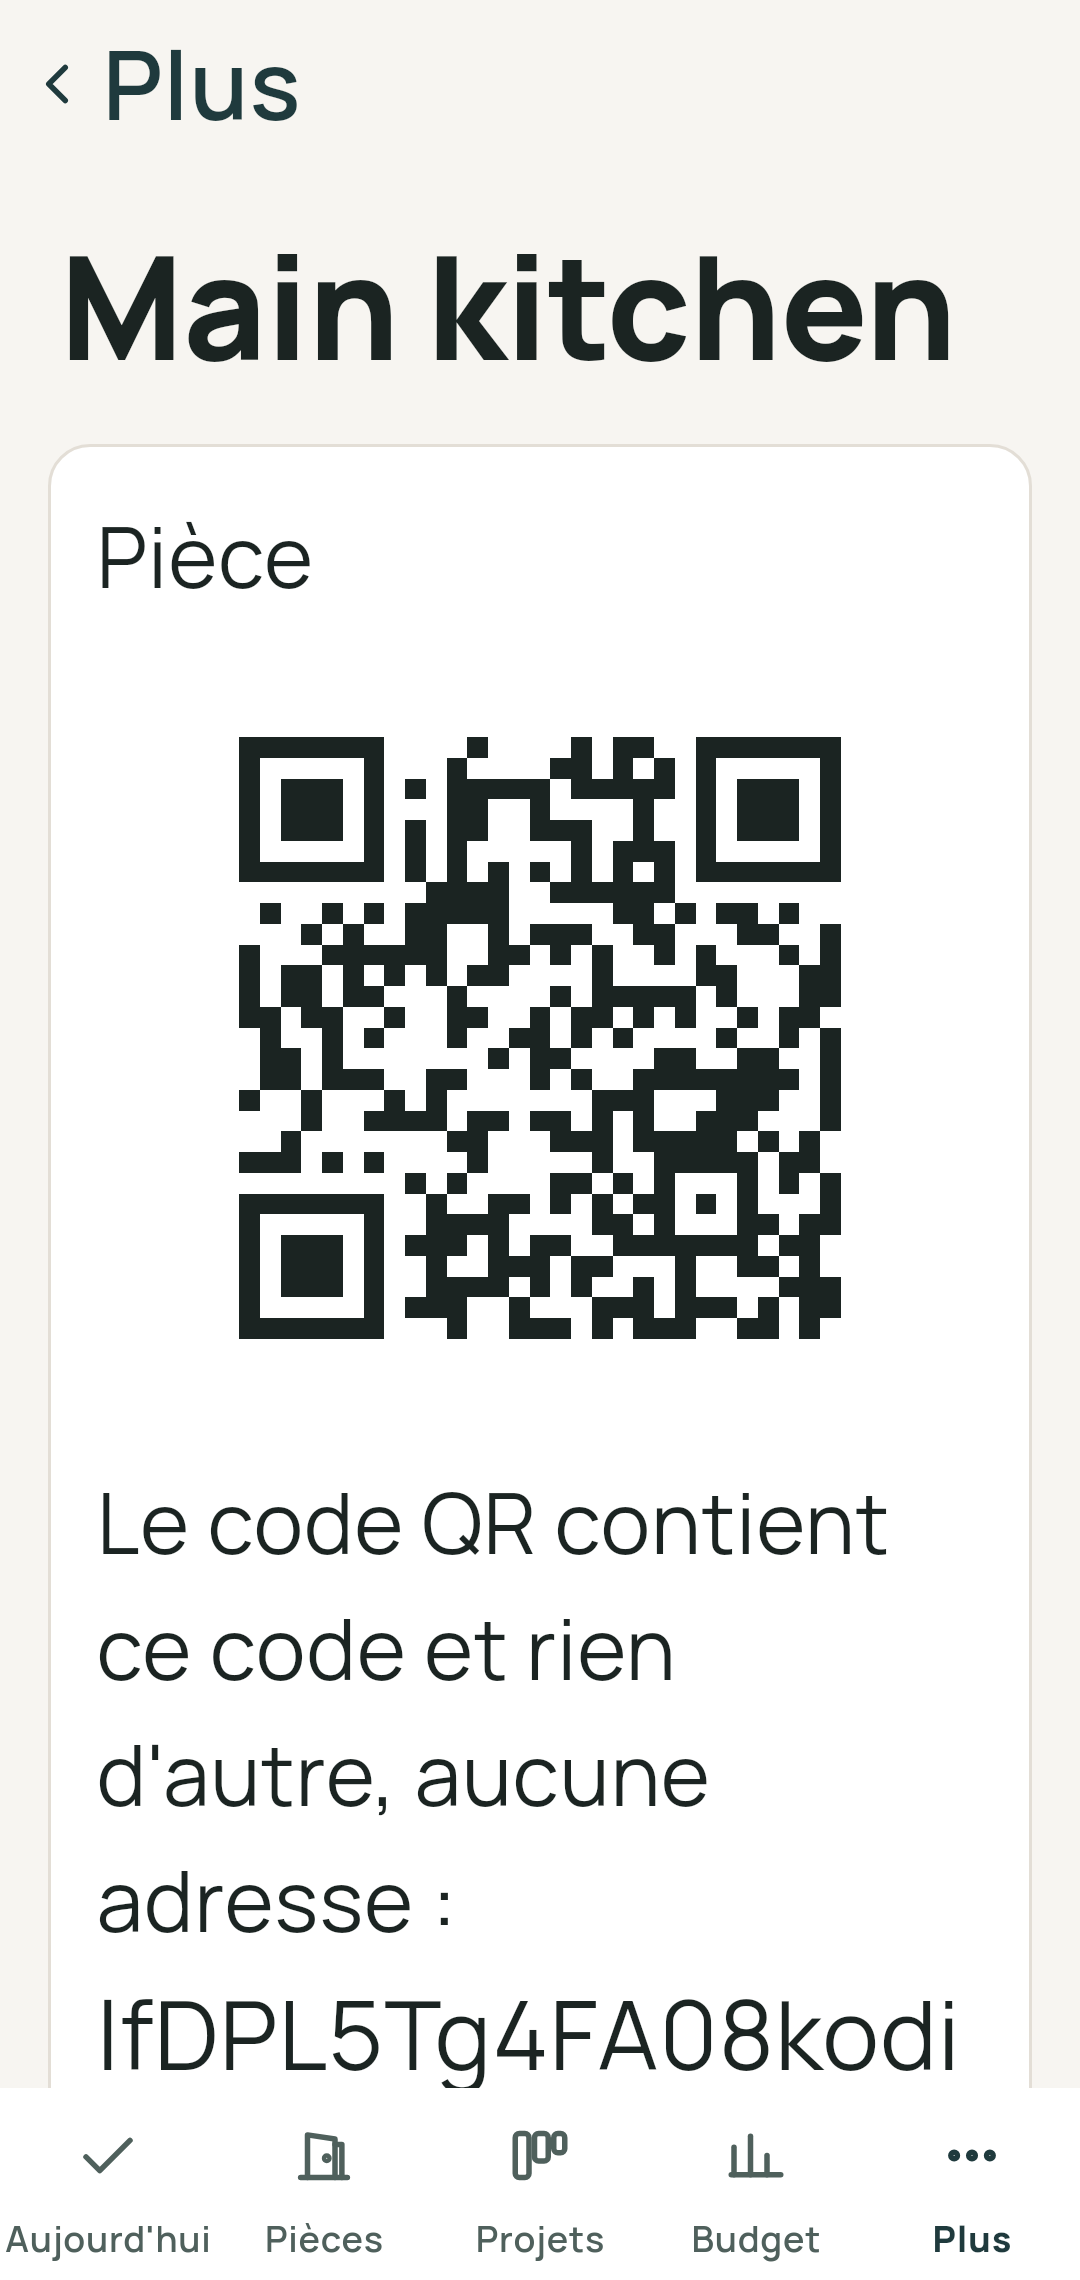 Plus
Main kitchen
Pièce
Le code QR contient
ce code et rien
d'autre, aucune
adresse :
lfDPL5Tg4FA08kodi
Aujourd'hui
Pièces
Projets
Budget
Plus